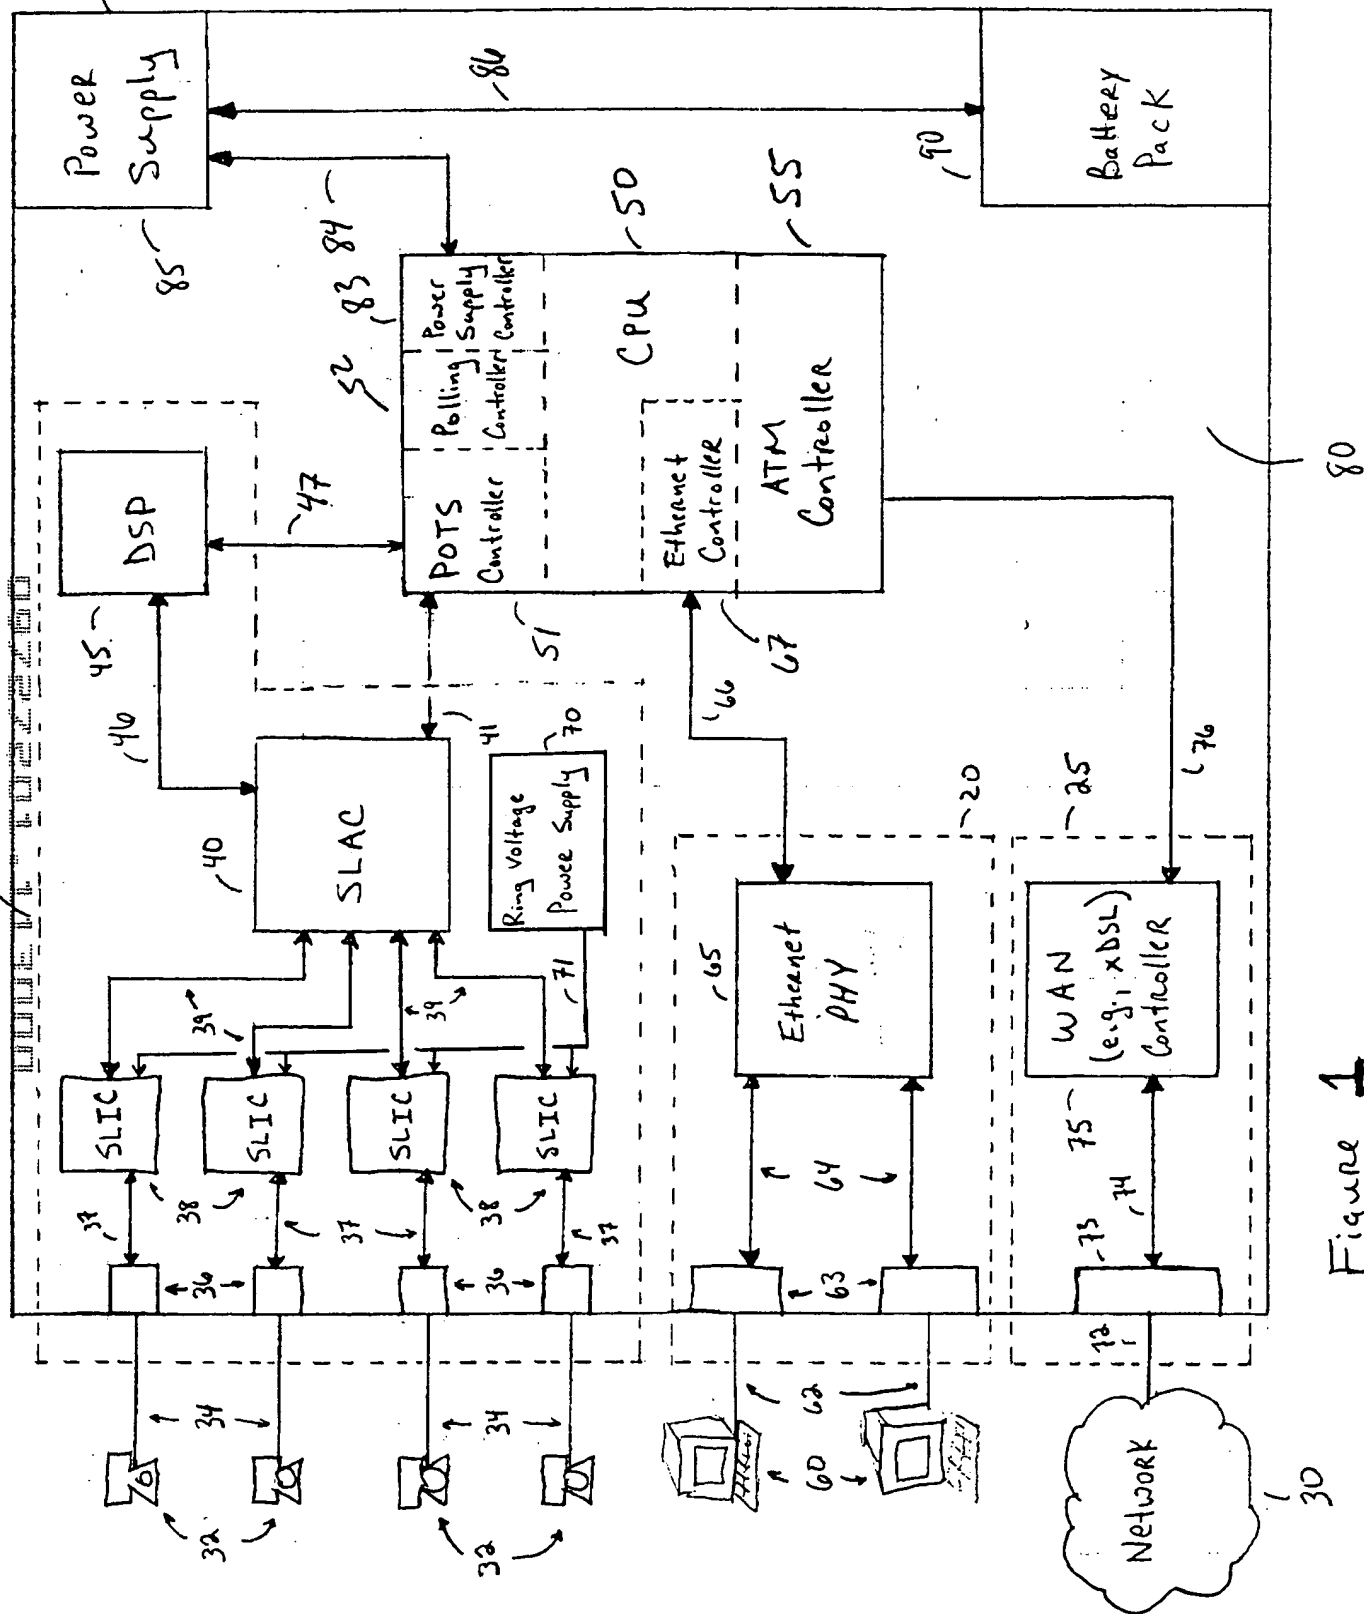 Power
Supply
85
86
84
90
Battery
Pack
DSP
45
46
47
POTS
Controller
51
Polling
Controller
52
Power
Supply
Controller
83
CPU
50
Ethernet
Controller
67
ATM
Controller
55
80
SLAC
40
41
Ring Voltage
Power Supply
70
71
66
76
39
39
SLIC
SLIC
SLIC
SLIC
38
38
37
37
37
36
36
34
34
32
32
Ethernet
PHY
65
20
64
63
62
60
WAN
(e.g., xDSL)
Controller
75
25
74
73
72
Network
30
Figure 1